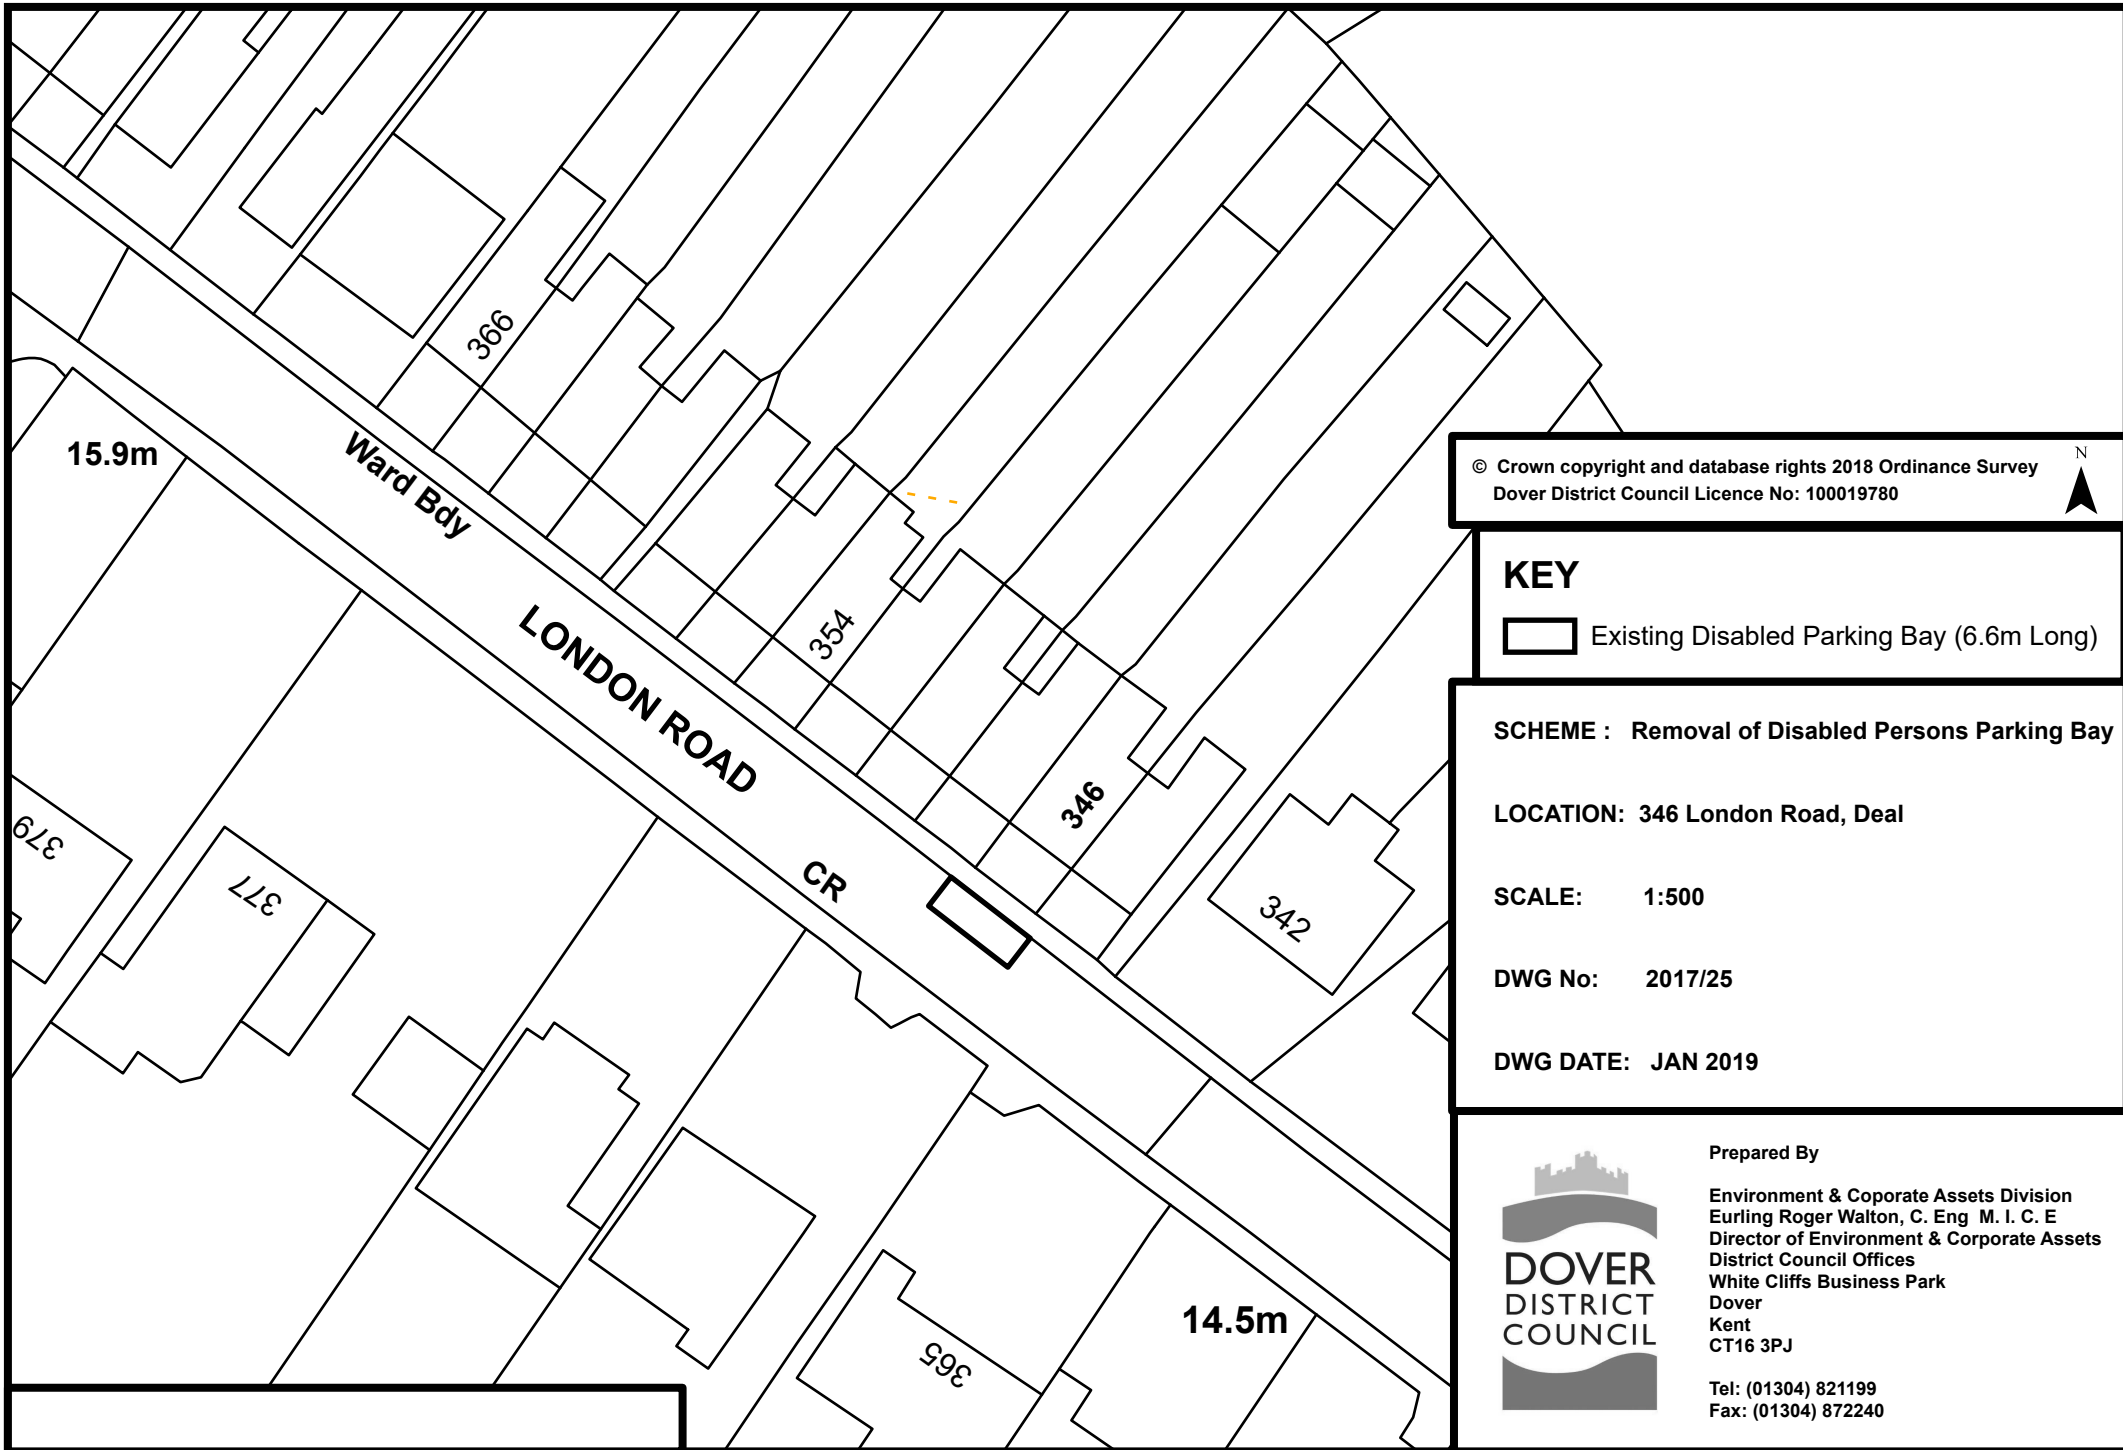 366
15.9m
Ward Bdy
LONDON ROAD
354
346
CR
379
377
342
365
14.5m
© Crown copyright and database rights 2018 Ordinance Survey
Dover District Council Licence No: 100019780
N
KEY
Existing Disabled Parking Bay (6.6m Long)
SCHEME : Removal of Disabled Persons Parking Bay
LOCATION: 346 London Road, Deal
SCALE: 1:500
DWG No: 2017/25
DWG DATE: JAN 2019
DOVER
DISTRICT
COUNCIL
Prepared By
Environment & Coporate Assets Division
Eurling Roger Walton, C. Eng M. I. C. E
Director of Environment & Corporate Assets
District Council Offices
White Cliffs Business Park
Dover
Kent
CT16 3PJ
Tel: (01304) 821199
Fax: (01304) 872240